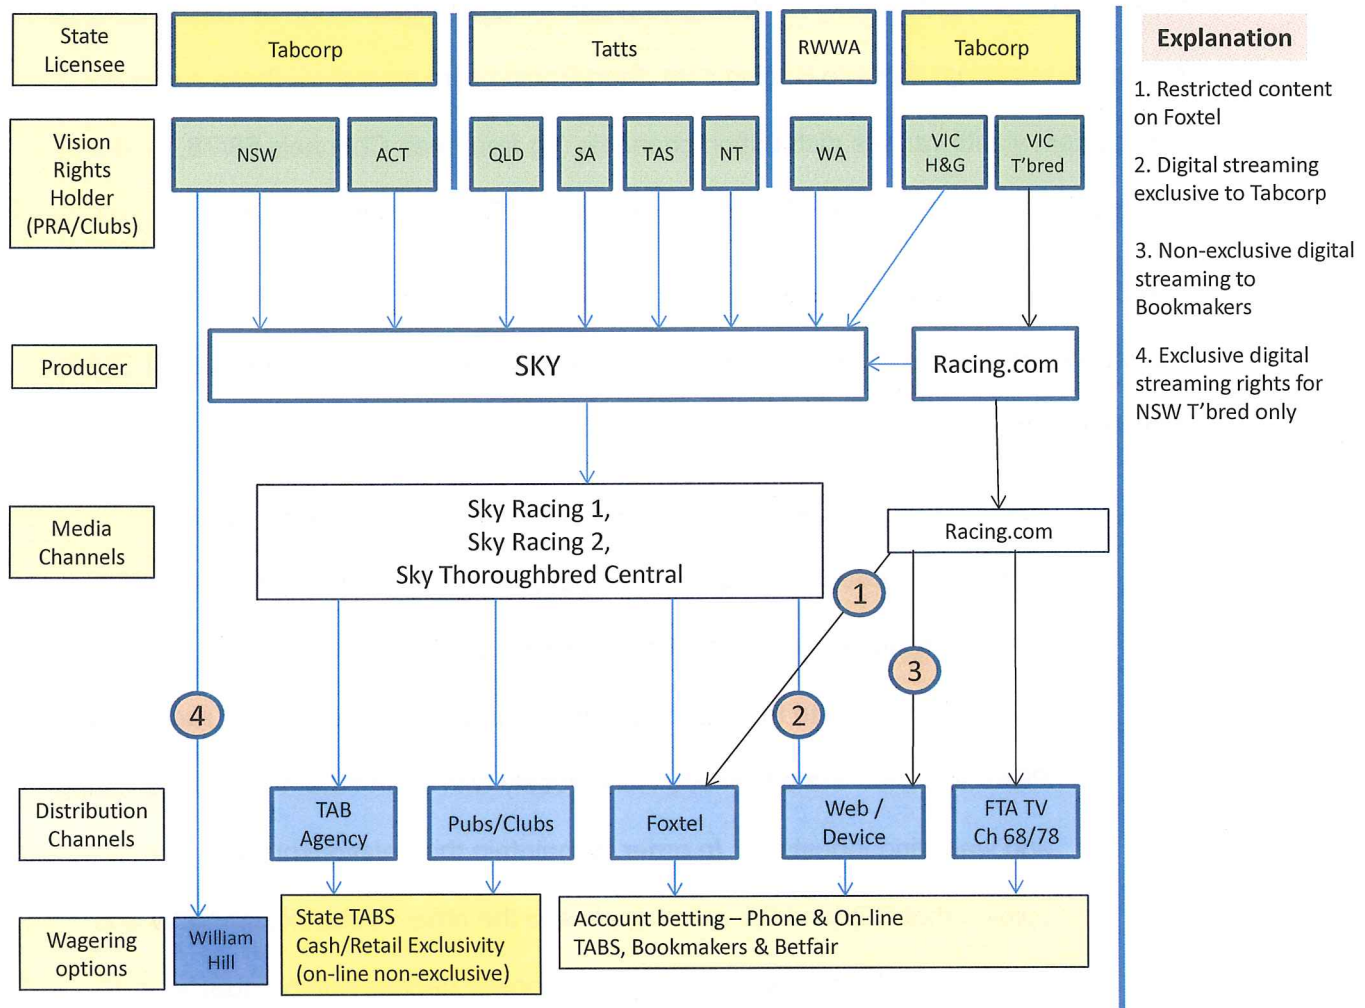 State
Licensee
Tabcorp
Tatts
RWWA
Tabcorp
Vision
Rights
Holder
(PRA/Clubs)
NSW
ACT
QLD
SA
TAS
NT
WA
VIC
H&G
VIC
T'bred
Producer
SKY
Racing.com
Media
Channels
Sky Racing 1,
Sky Racing 2,
Sky Thoroughbred Central
Racing.com
1
3
4
2
Distribution
Channels
TAB
Agency
Pubs/Clubs
Foxtel
Web /
Device
FTA TV
Ch 68/78
Wagering
options
William
Hill
State TABS
Cash/Retail Exclusivity
(on-line non-exclusive)
Account betting – Phone & On-line
TABS, Bookmakers & Betfair
Explanation
1. Restricted content
on Foxtel
2. Digital streaming
exclusive to Tabcorp
3. Non-exclusive digital
streaming to
Bookmakers
4. Exclusive digital
streaming rights for
NSW T'bred only